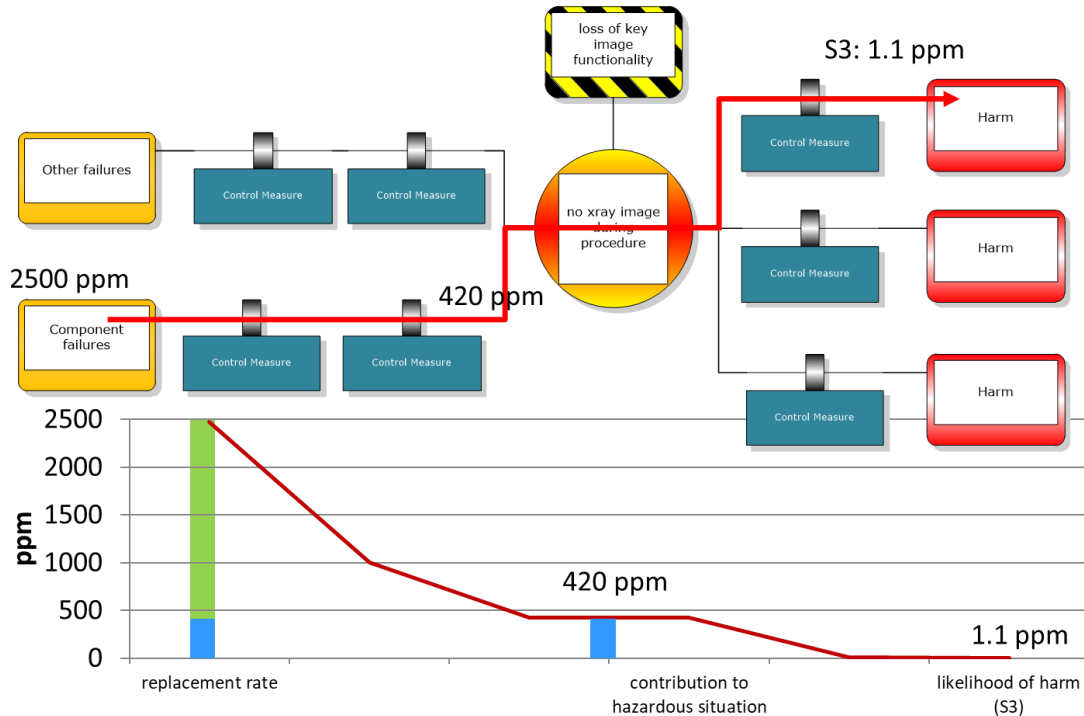 loss of key
image
functionality
S3: 1.1 ppm
Other failures
Control Measure
Control Measure
no xray image
during
procedure
Control Measure
Harm
2500 ppm
420 ppm
Control Measure
Harm
Component
failures
Control Measure
Control Measure
Control Measure
Harm
2500
2000
1500
1000
500
0
ppm
420 ppm
1.1 ppm
replacement rate
contribution to
hazardous situation
likelihood of harm
(S3)